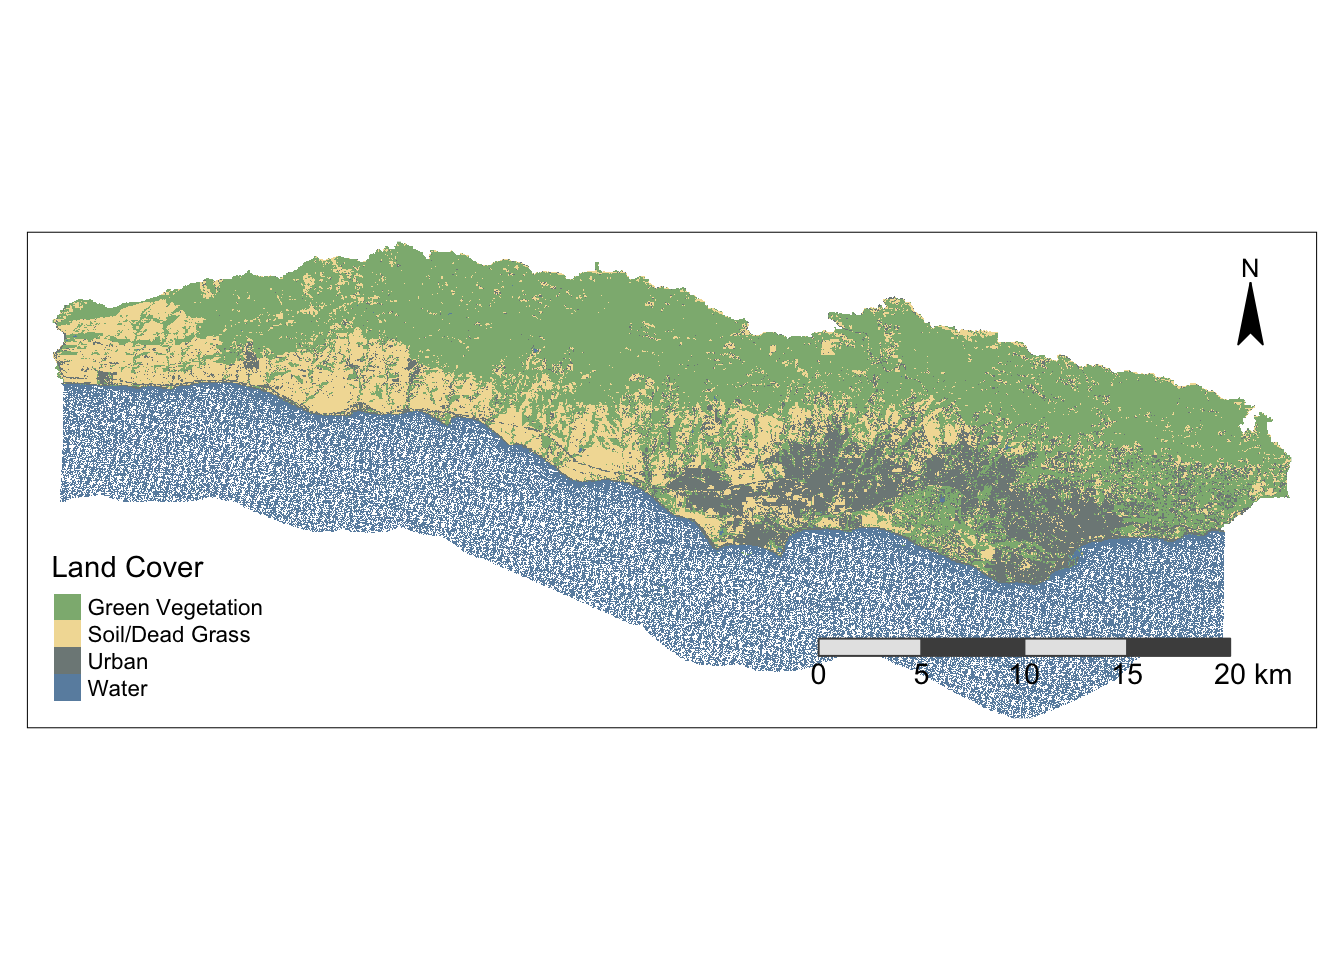 N
Land Cover
Green Vegetation
Soil/Dead Grass
Urban
Water
0 5 10 15 20 km